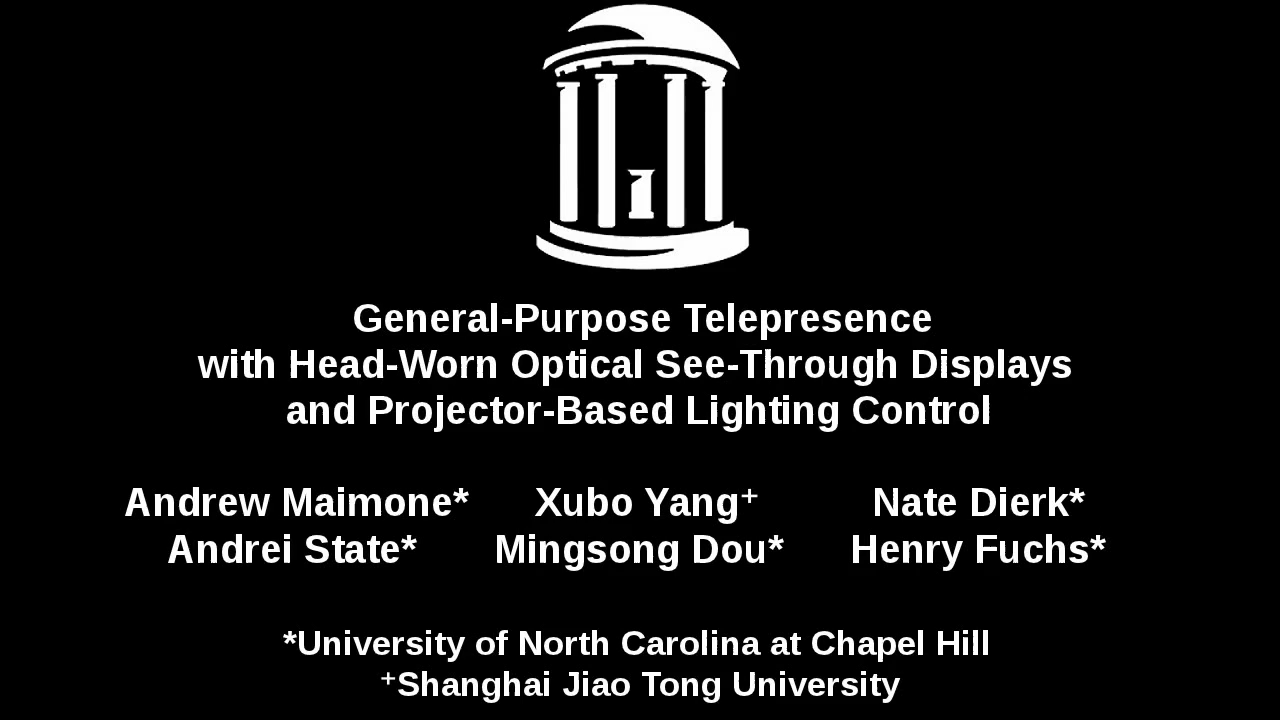 General-Purpose Telepresence
with Head-Worn Optical See-Through Displays
and Projector-Based Lighting Control
Andrew Maimone* Xubo Yang⁺ Nate Dierk*
Andrei State* Mingsong Dou* Henry Fuchs*
*University of North Carolina at Chapel Hill
⁺Shanghai Jiao Tong University